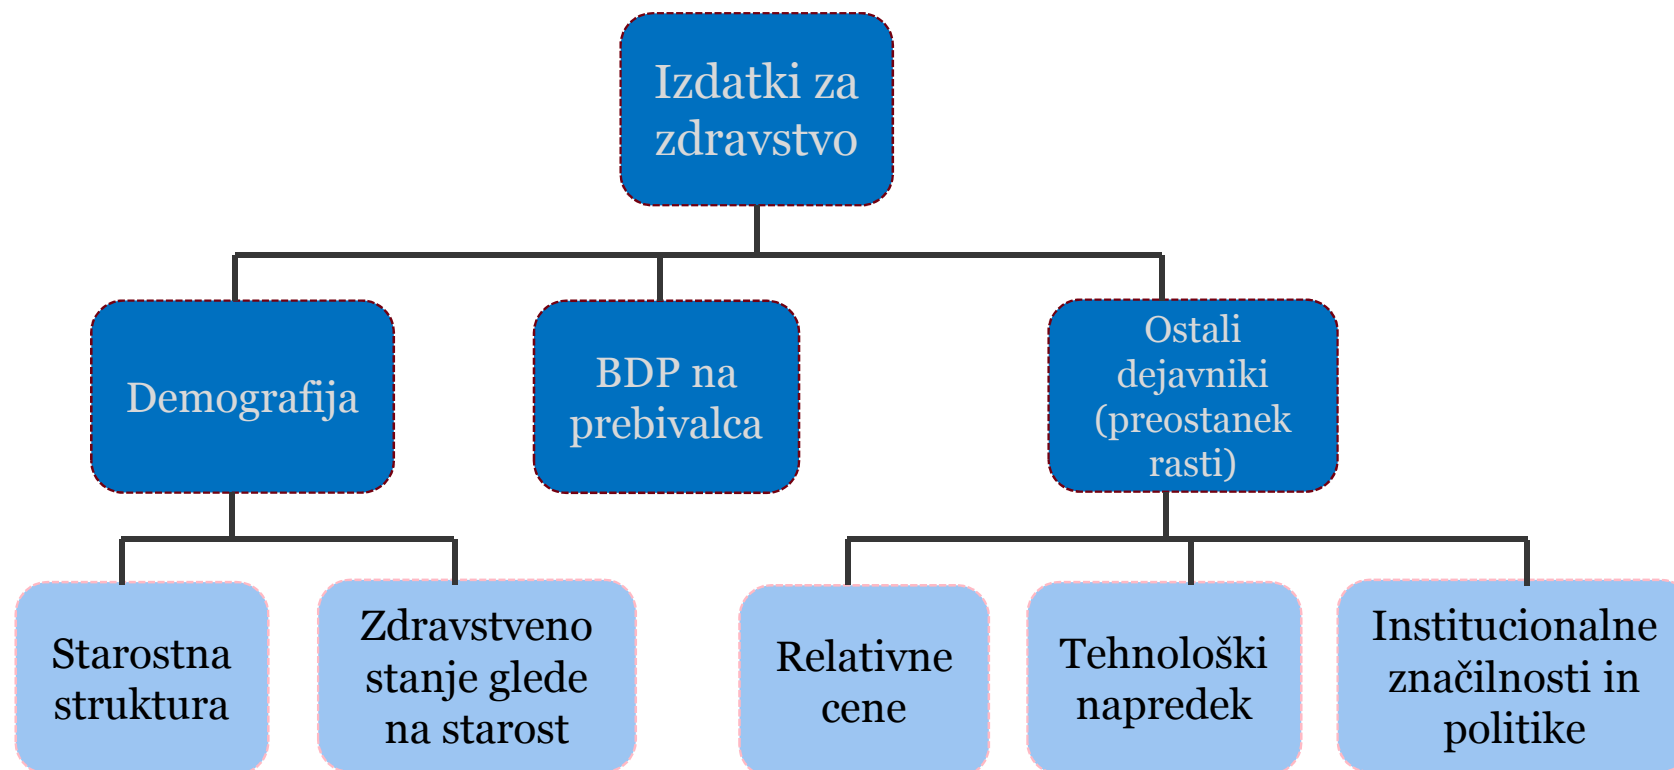 Izdatki za
zdravstvo
Demografija
BDP na
prebivalca
Ostali
dejavniki
(preostanek
rasti)
Starostna
struktura
Zdravstveno
stanje glede
na starost
Relativne
cene
Tehnološki
napredek
Institucionalne
značilnosti in
politike